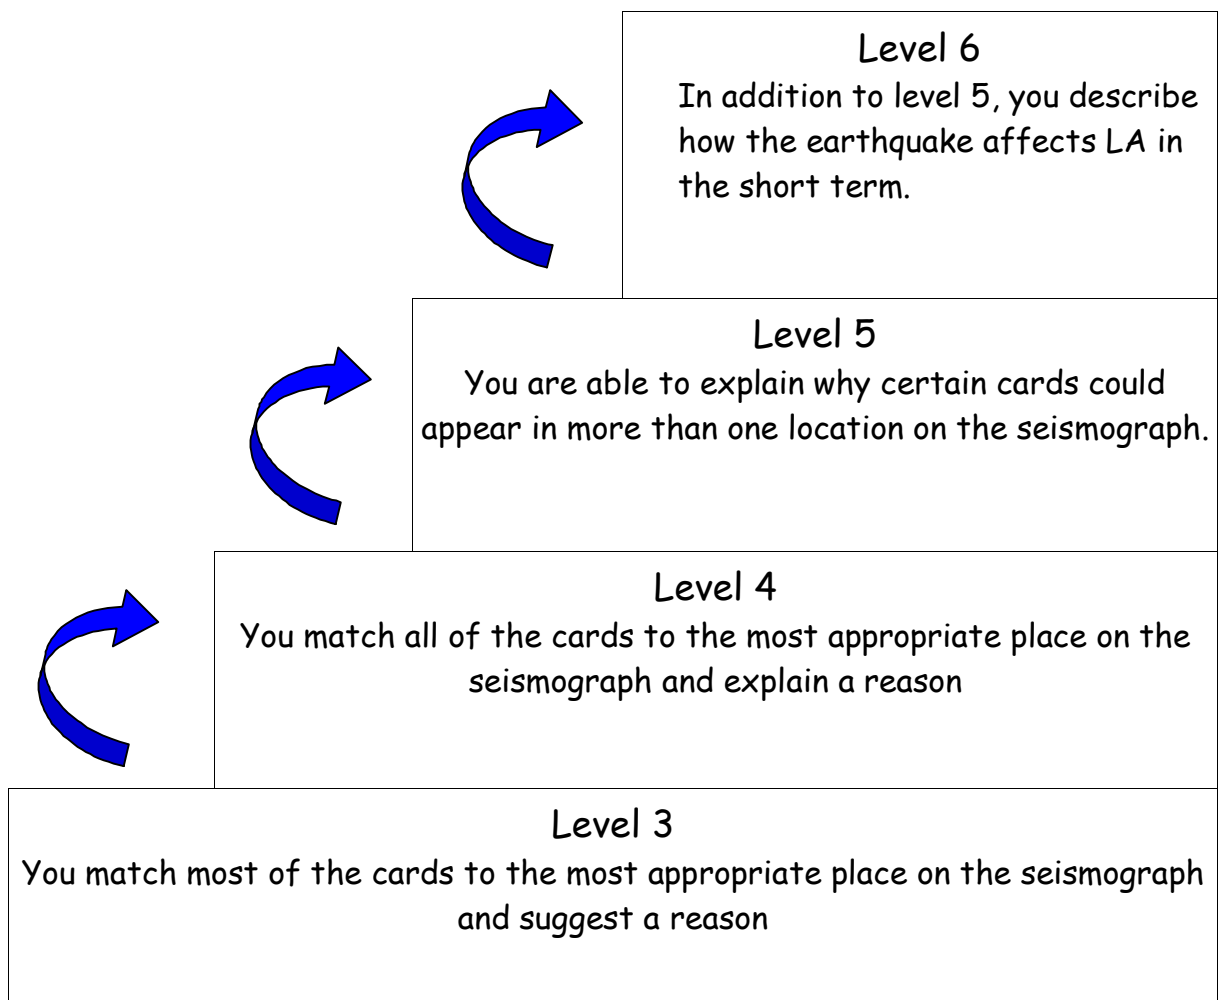 Level 6
In addition to level 5, you describe
how the earthquake affects LA in
the short term.
Level 5
You are able to explain why certain cards could
appear in more than one location on the seismograph.
Level 4
You match all of the cards to the most appropriate place on the
seismograph and explain a reason
Level 3
You match most of the cards to the most appropriate place on the seismograph
and suggest a reason